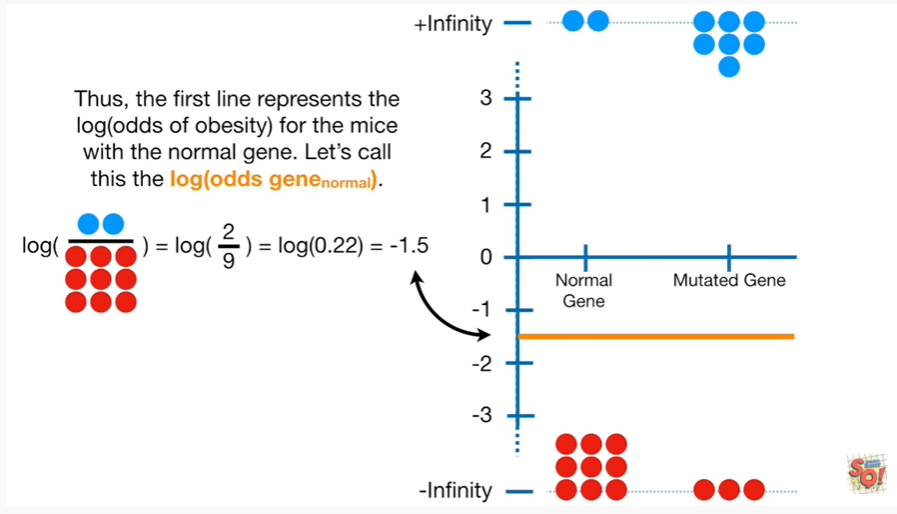 +Infinity
Thus, the first line represents the
log(odds of obesity) for the mice
with the normal gene. Let's call
this the log(odds gene_normal).
log( ) = log( 2/9 ) = log(0.22) = -1.5
3
2
1
0
-1
-2
-3
Normal
Gene
Mutated Gene
-Infinity